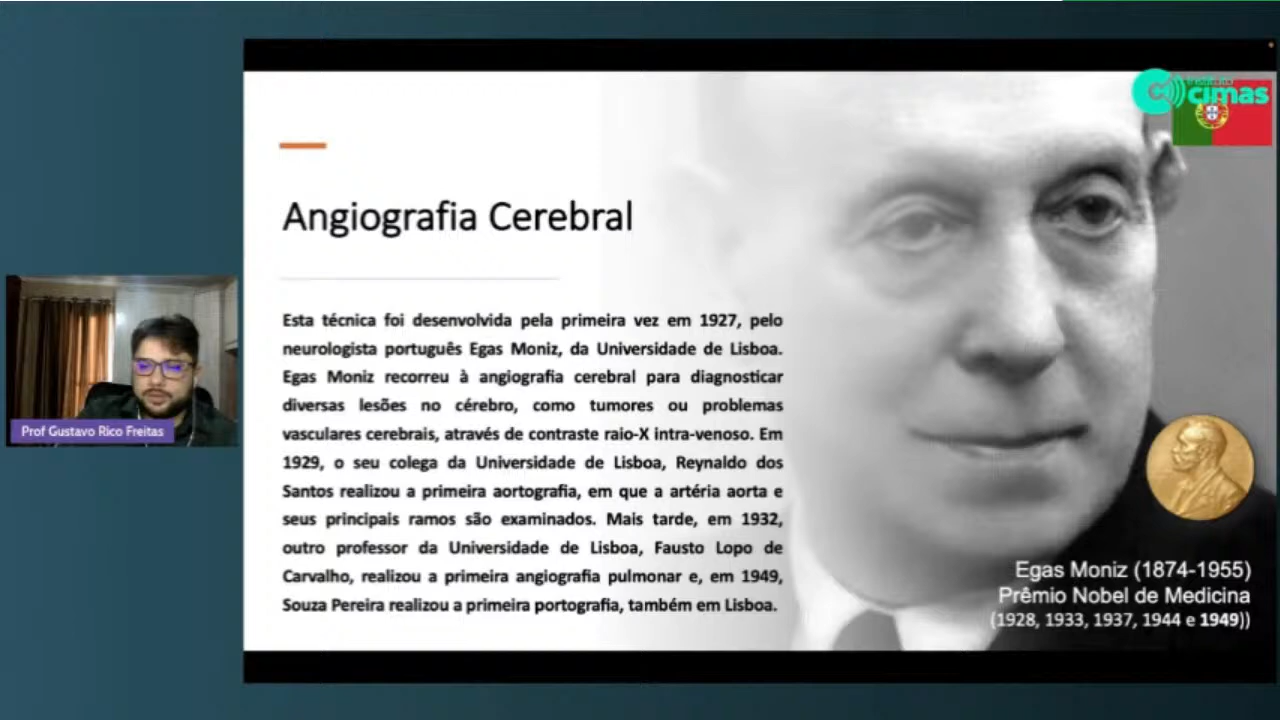 cimas
Angiografia Cerebral
Esta técnica foi desenvolvida pela primeira vez em 1927, pelo
neurologista português Egas Moniz, da Universidade de Lisboa.
Egas Moniz recorreu à angiografia cerebral para diagnosticar
diversas lesões no cérebro, como tumores ou problemas
vasculares cerebrais, através de contraste raio-X intra-venoso. Em
1929, o seu colega da Universidade de Lisboa, Reynaldo dos
Santos realizou a primeira aortografia, em que a artéria aorta e
seus principais ramos são examinados. Mais tarde, em 1932,
outro professor da Universidade de Lisboa, Fausto Lopo de
Carvalho, realizou a primeira angiografia pulmonar e, em 1949,
Souza Pereira realizou a primeira portografia, também em Lisboa.
Prof Gustavo Rico Freitas
Egas Moniz (1874-1955)
Prêmio Nobel de Medicina
(1928, 1933, 1937, 1944 e 1949))